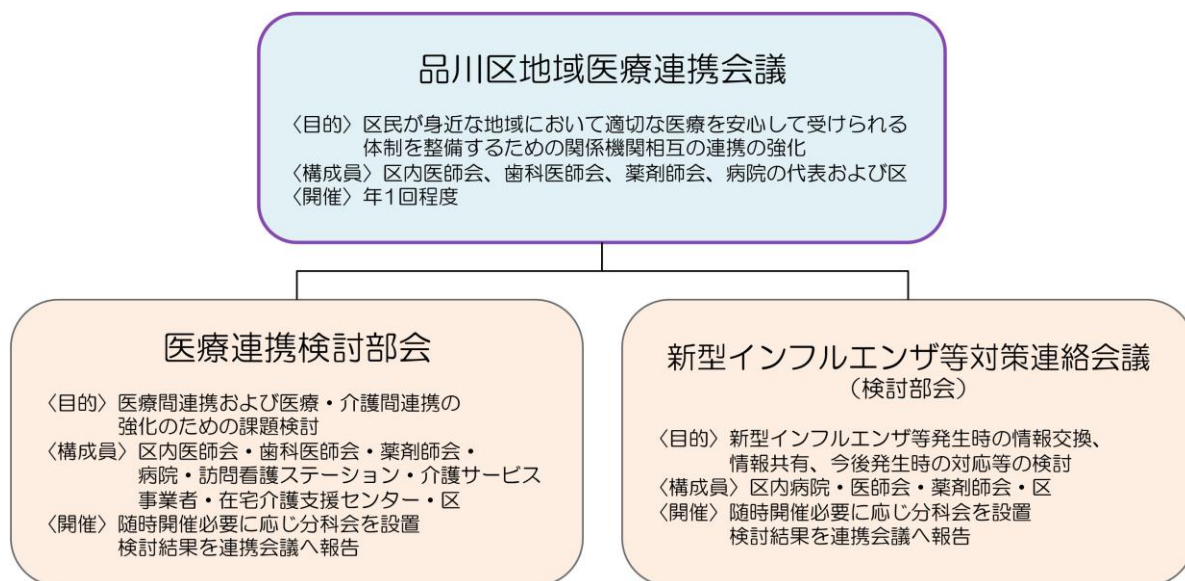 品川区地域医療連携会議
〈目的〉区民が身近な地域において適切な医療を安心して受けられる
体制を整備するための関係機関相互の連携の強化
〈構成員〉区内医師会、歯科医師会、薬剤師会、病院の代表および区
〈開催〉年1回程度
医療連携検討部会
〈目的〉医療間連携および医療・介護間連携の
強化のための課題検討
〈構成員〉区内医師会・歯科医師会・薬剤師会・
病院・訪問看護ステーション・介護サービス
事業者・在宅介護支援センター・区
〈開催〉随時開催必要に応じ分科会を設置
検討結果を連携会議へ報告
新型インフルエンザ等対策連絡会議
（検討部会）
〈目的〉新型インフルエンザ等発生時の情報交換、
情報共有、今後発生時の対応等の検討
〈構成員〉区内病院・医師会・薬剤師会・区
〈開催〉随時開催必要に応じ分科会を設置
検討結果を連携会議へ報告